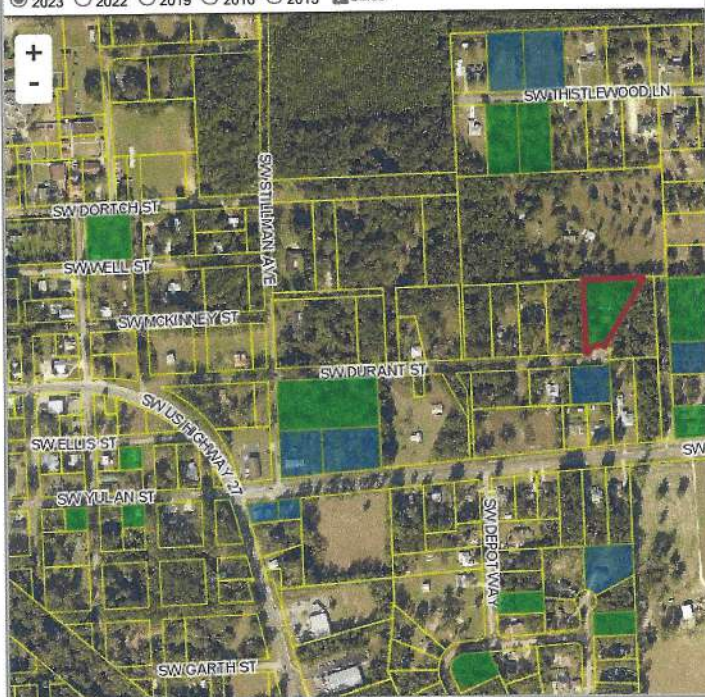 2023 2022 2019 2016 2013 Sales
+
-
SW THISTLEWOOD LN
SW STILLMAN AVE
SW DORTCH ST
SW WELL ST
SW MCKINNEY ST
SW DURANT ST
SW US HIGHWAY 27
SW ELLIS ST
SW
SW YULAN ST
SW DEPOT WAY
SW GARTH ST